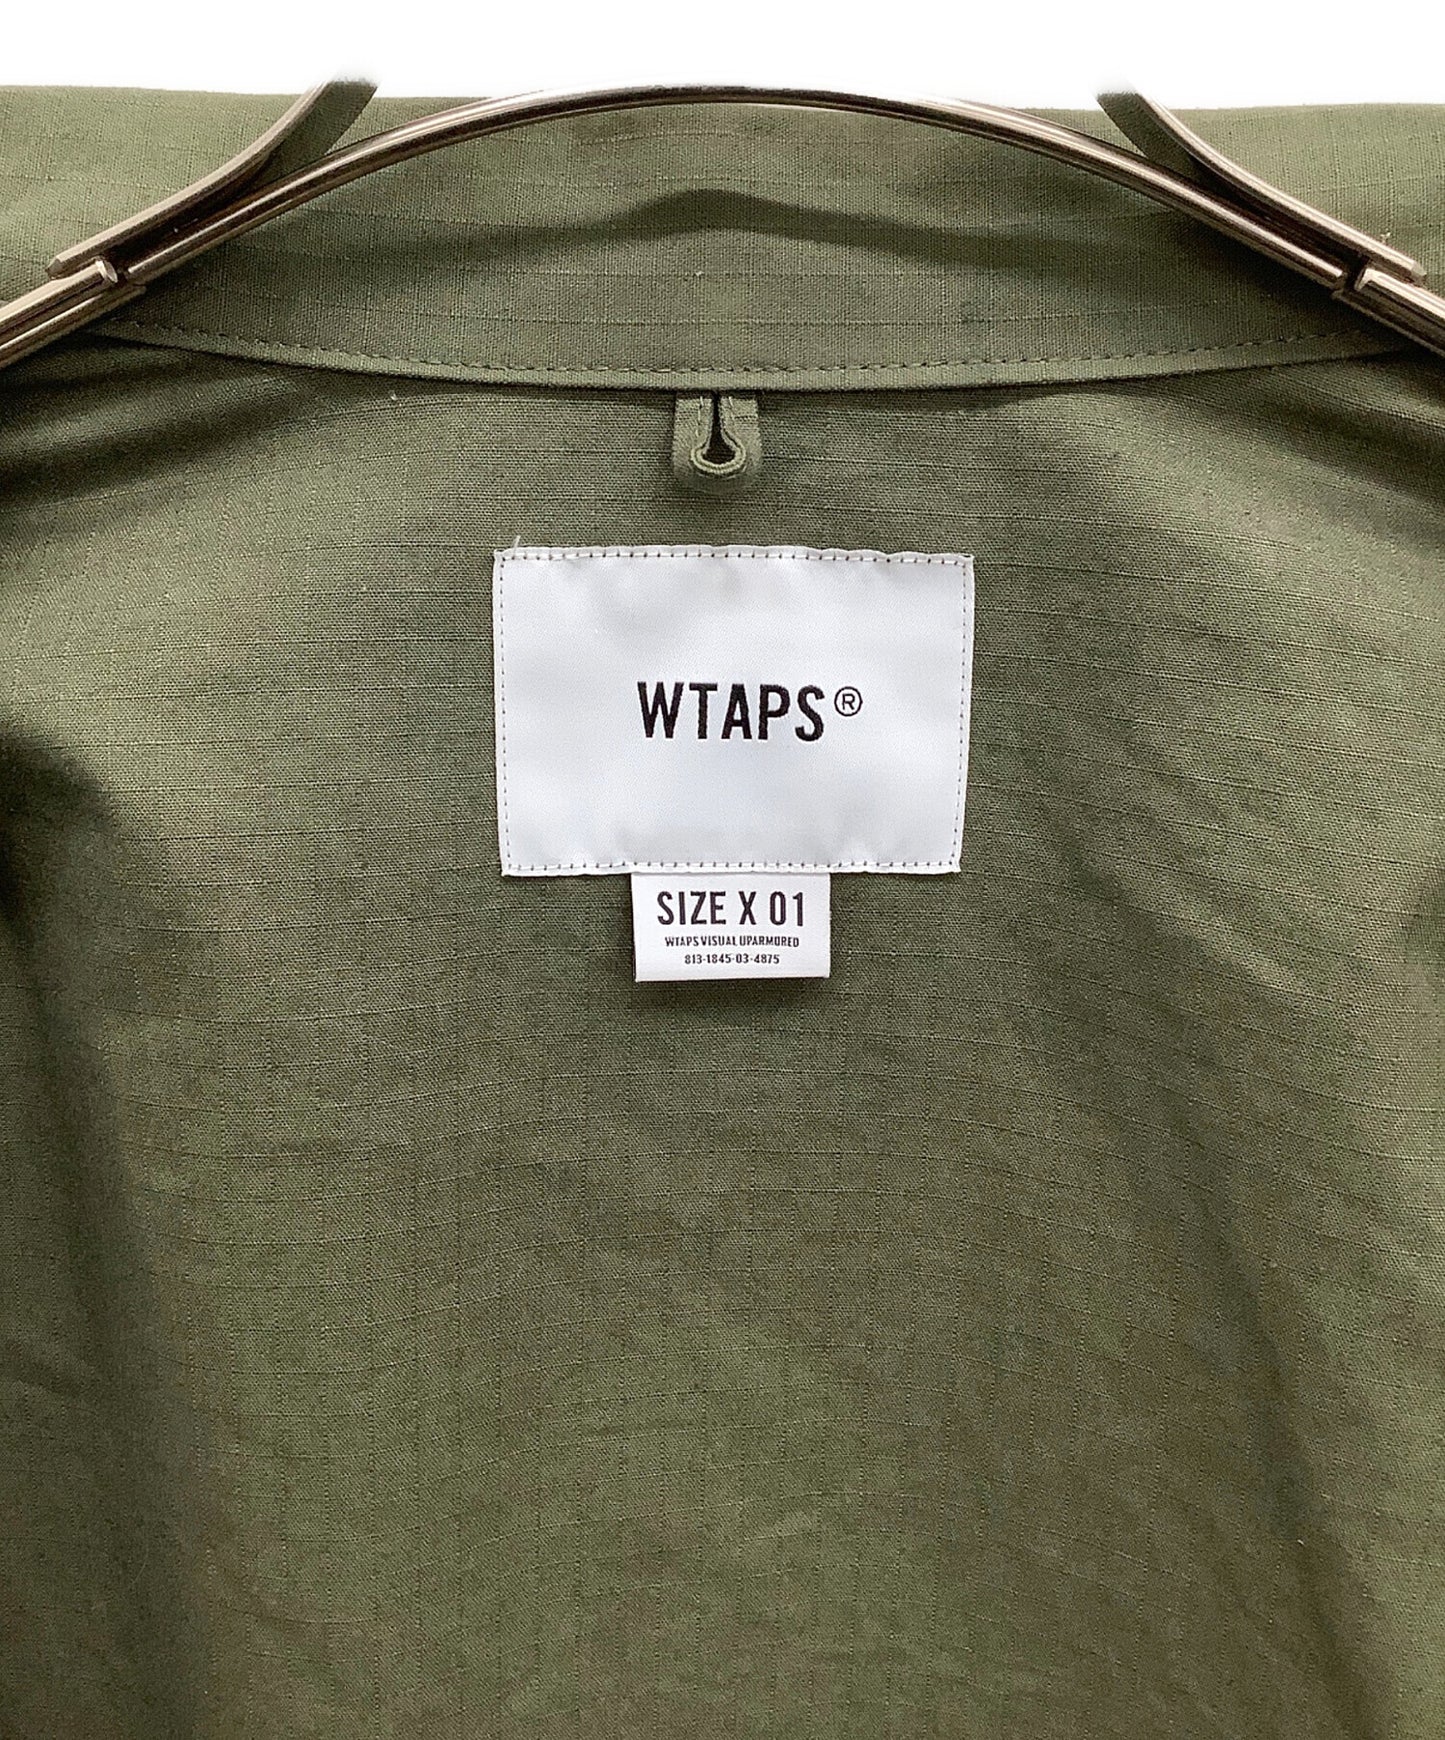 WTAPS®
SIZE X 01
WTAPS VISUAL UPARMORED
813-1845-03-4875